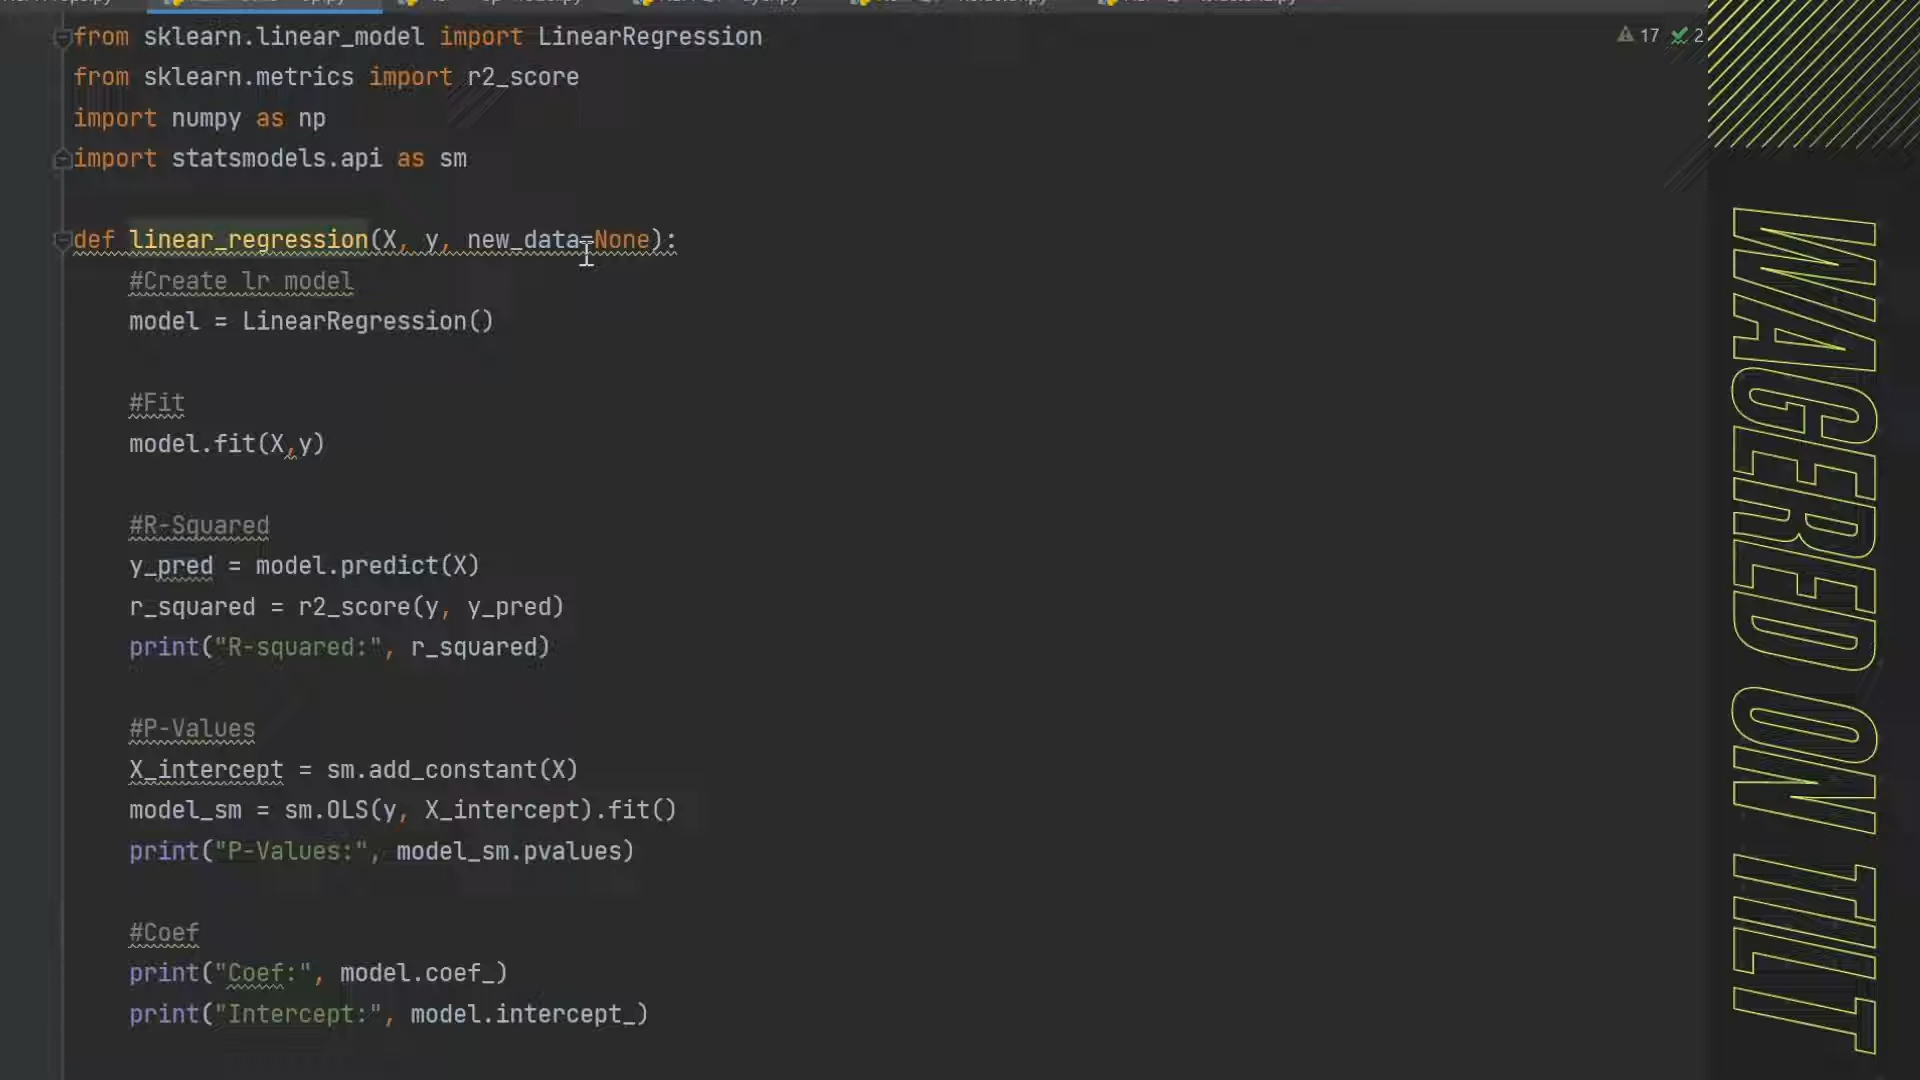 from sklearn.linear_model import LinearRegression
from sklearn.metrics import r2_score
import numpy as np
import statsmodels.api as sm
def linear_regression(X, y, new_data=None):
#Create lr model
model = LinearRegression()
#Fit
model.fit(X,y)
#R-Squared
y_pred = model.predict(X)
r_squared = r2_score(y, y_pred)
print("R-squared:", r_squared)
#P-Values
X_intercept = sm.add_constant(X)
model_sm = sm.OLS(y, X_intercept).fit()
print("P-Values:", model_sm.pvalues)
#Coef
print("Coef:", model.coef_)
print("Intercept:", model.intercept_)
17 2
WAGERED ON TILT